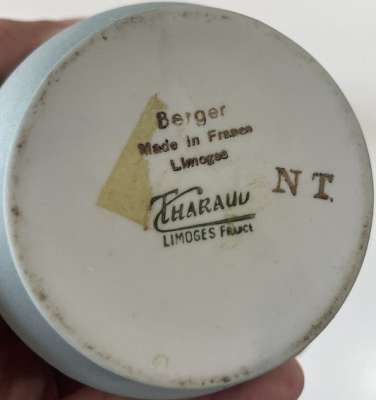 Berger
Made in France
Limoges
N T.
THARAUD
LIMOGES FRANCE